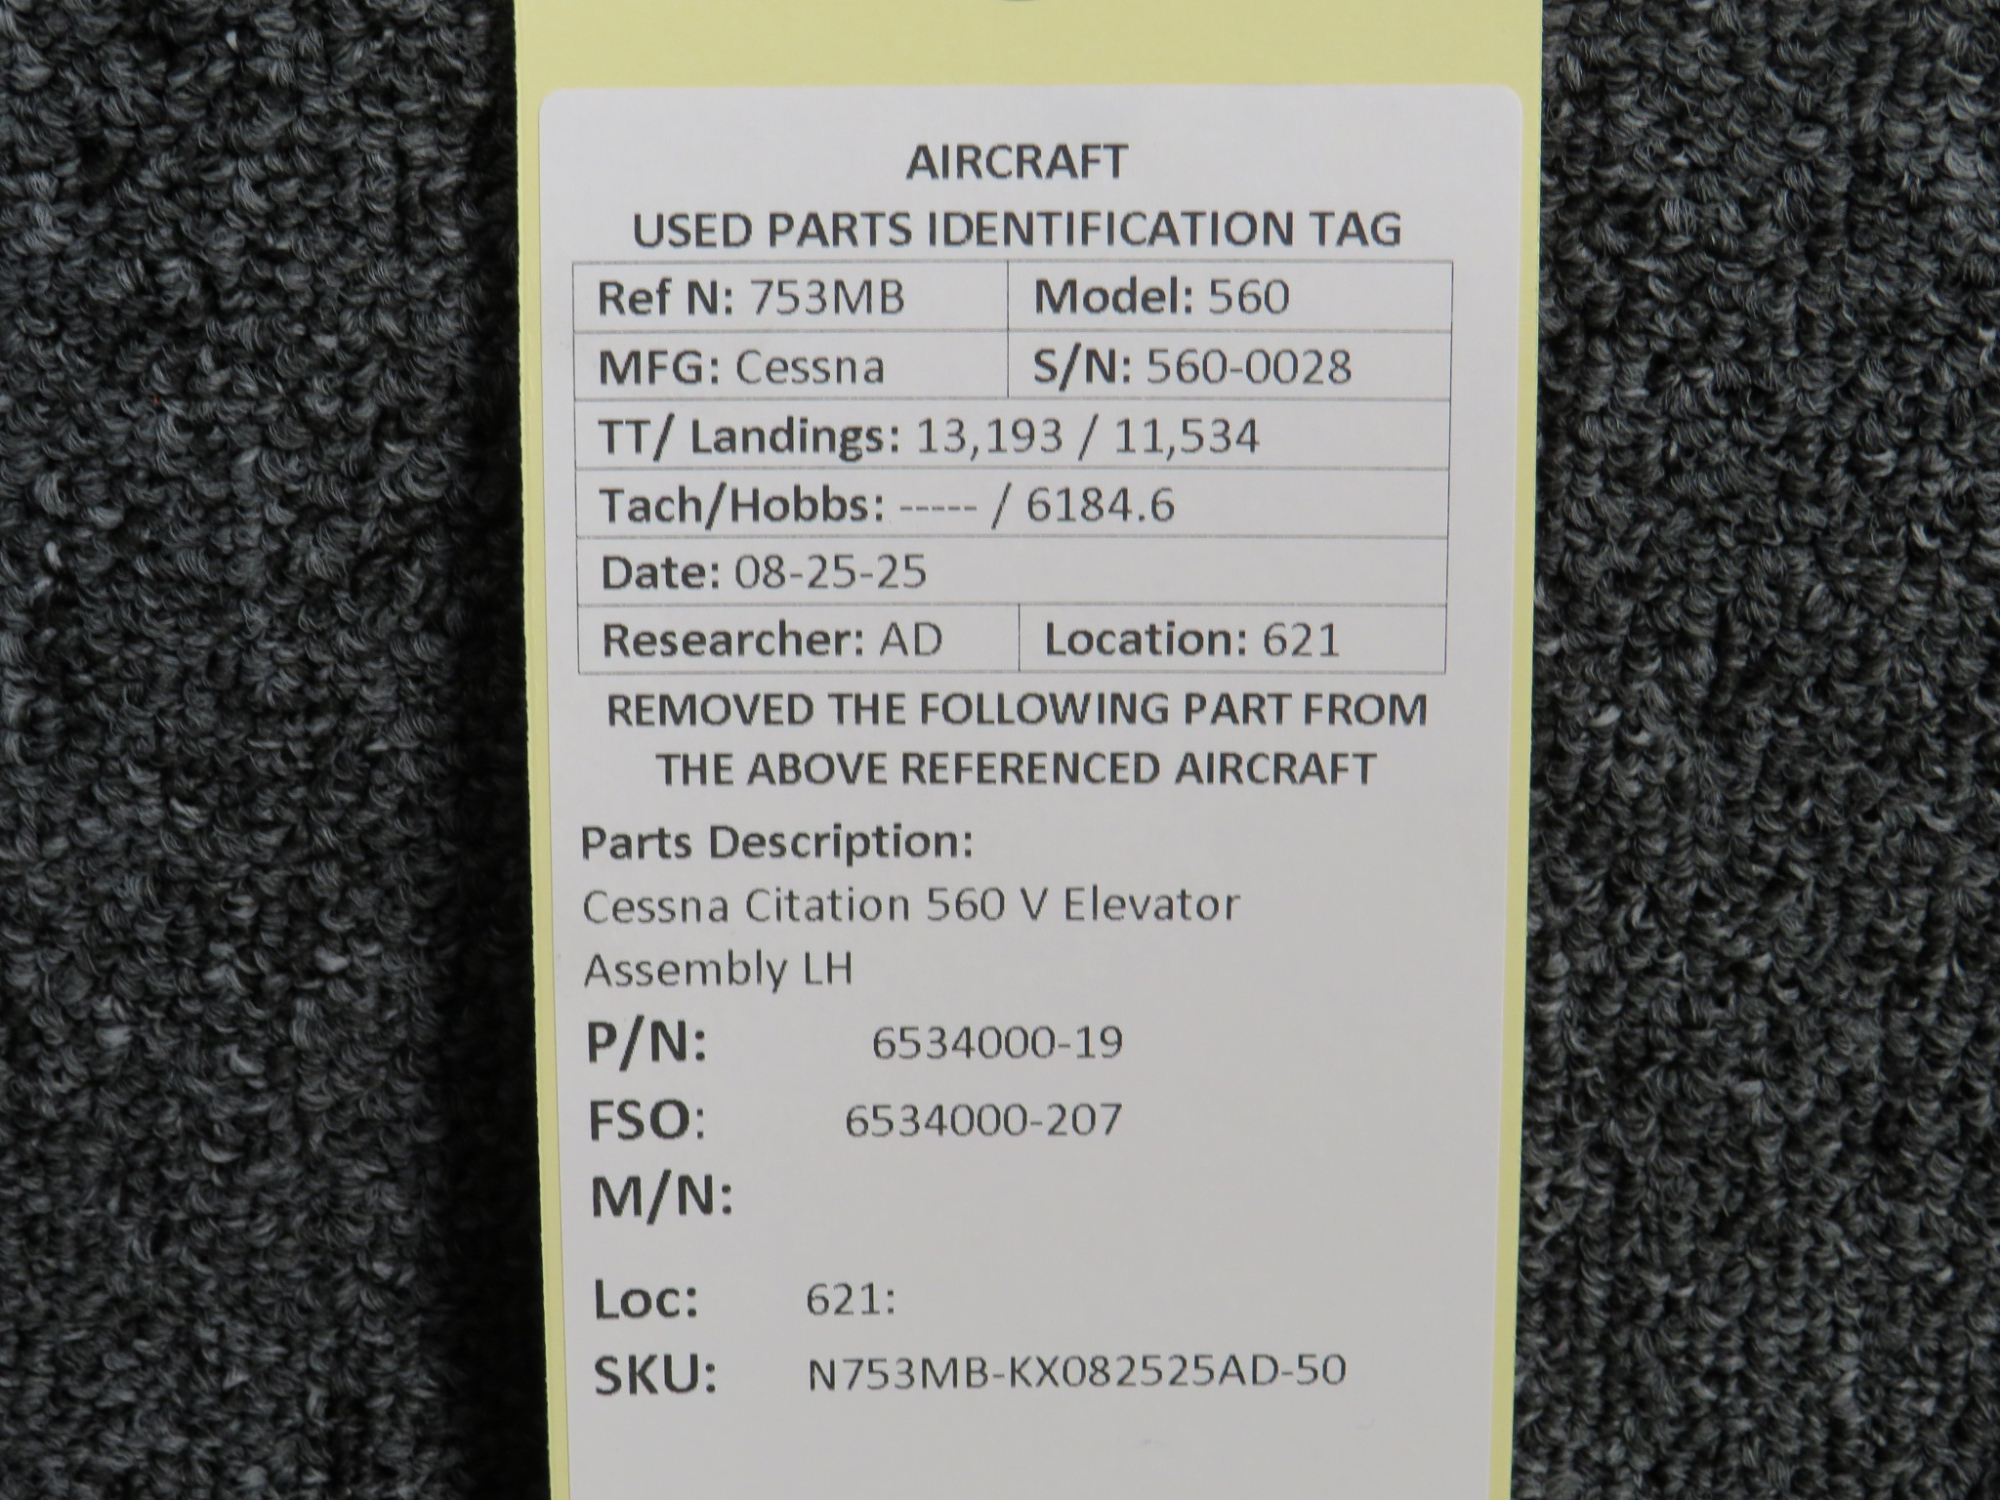 AIRCRAFT
USED PARTS IDENTIFICATION TAG
Ref N: 753MB Model: 560
MFG: Cessna S/N: 560-0028
TT/ Landings: 13,193 / 11,534
Tach/Hobbs: ----- / 6184.6
Date: 08-25-25
Researcher: AD Location: 621
REMOVED THE FOLLOWING PART FROM
THE ABOVE REFERENCED AIRCRAFT
Parts Description:
Cessna Citation 560 V Elevator
Assembly LH
P/N: 6534000-19
FSO: 6534000-207
M/N:
Loc: 621:
SKU: N753MB-KX082525AD-50